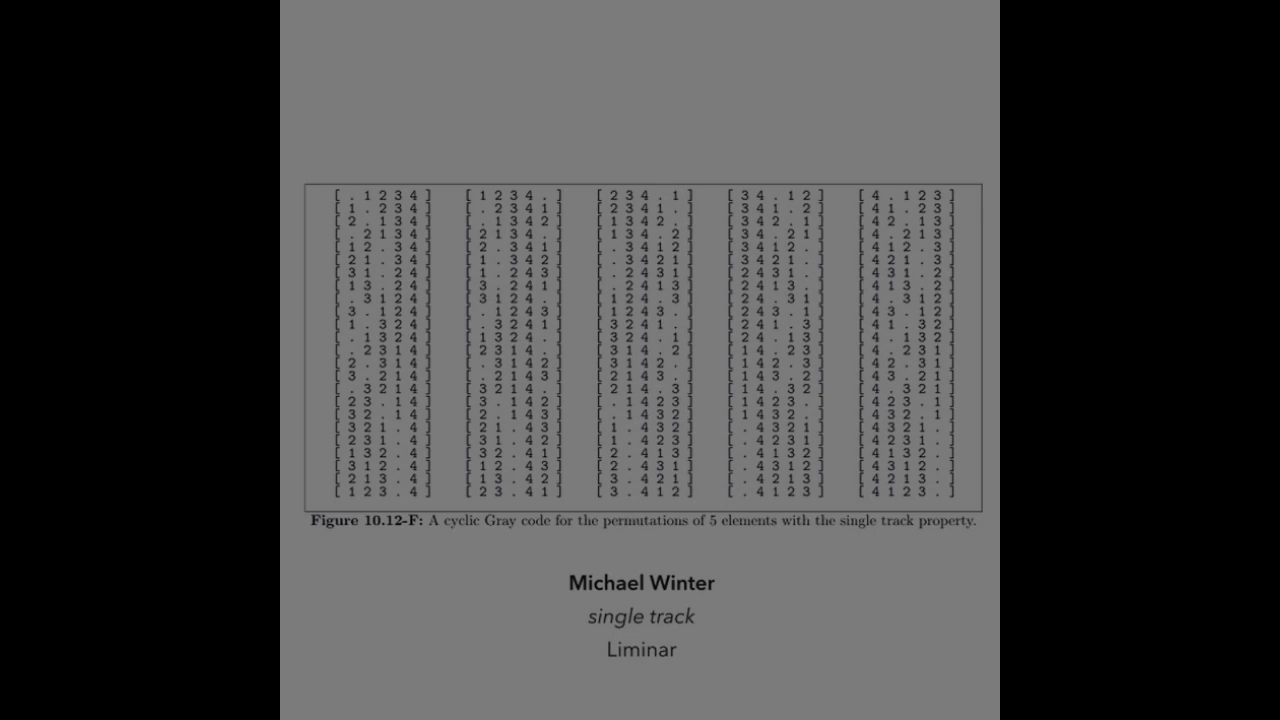 [ . 1 2 3 4 ] [ 1 2 3 4 . ] [ 2 3 4 . 1 ] [ 3 4 . 1 2 ] [ 4 . 1 2 3 ]
[ 1 . 2 3 4 ] [ . 2 3 4 1 ] [ 2 3 4 1 . ] [ 3 4 1 . 2 ] [ 4 1 . 2 3 ]
[ 2 . 1 3 4 ] [ . 1 3 4 2 ] [ 1 3 4 2 . ] [ 3 4 2 . 1 ] [ 4 2 . 1 3 ]
[ . 2 1 3 4 ] [ 2 1 3 4 . ] [ 1 3 4 . 2 ] [ 3 4 . 2 1 ] [ 4 . 2 1 3 ]
[ 1 2 . 3 4 ] [ 2 . 3 4 1 ] [ . 3 4 1 2 ] [ 3 4 1 2 . ] [ 4 1 2 . 3 ]
[ 2 1 . 3 4 ] [ 1 . 3 4 2 ] [ . 3 4 2 1 ] [ 3 4 2 1 . ] [ 4 2 1 . 3 ]
[ 3 1 . 2 4 ] [ 1 . 2 4 3 ] [ . 2 4 3 1 ] [ 2 4 3 1 . ] [ 4 3 1 . 2 ]
[ 1 3 . 2 4 ] [ 3 . 2 4 1 ] [ . 2 4 1 3 ] [ 2 4 1 3 . ] [ 4 1 3 . 2 ]
[ . 3 1 2 4 ] [ 3 1 2 4 . ] [ 1 2 4 . 3 ] [ 2 4 . 3 1 ] [ 4 . 3 1 2 ]
[ 3 . 1 2 4 ] [ . 1 2 4 3 ] [ 1 2 4 3 . ] [ 2 4 3 . 1 ] [ 4 3 . 1 2 ]
[ 1 . 3 2 4 ] [ . 3 2 4 1 ] [ 3 2 4 1 . ] [ 2 4 1 . 3 ] [ 4 1 . 3 2 ]
[ . 1 3 2 4 ] [ 1 3 2 4 . ] [ 3 2 4 . 1 ] [ 2 4 . 1 3 ] [ 4 . 1 3 2 ]
[ . 2 3 1 4 ] [ 2 3 1 4 . ] [ 3 1 4 . 2 ] [ 1 4 . 2 3 ] [ 4 . 2 3 1 ]
[ 2 . 3 1 4 ] [ . 3 1 4 2 ] [ 3 1 4 2 . ] [ 1 4 2 . 3 ] [ 4 2 . 3 1 ]
[ 3 . 2 1 4 ] [ . 2 1 4 3 ] [ 2 1 4 3 . ] [ 1 4 3 . 2 ] [ 4 3 . 2 1 ]
[ . 3 2 1 4 ] [ 3 2 1 4 . ] [ 2 1 4 . 3 ] [ 1 4 . 3 2 ] [ 4 . 3 2 1 ]
[ 2 3 . 1 4 ] [ 3 . 1 4 2 ] [ . 1 4 2 3 ] [ 1 4 2 3 . ] [ 4 2 3 . 1 ]
[ 3 2 . 1 4 ] [ 2 . 1 4 3 ] [ . 1 4 3 2 ] [ 1 4 3 2 . ] [ 4 3 2 . 1 ]
[ 3 2 1 . 4 ] [ 2 1 . 4 3 ] [ 1 . 4 3 2 ] [ . 4 3 2 1 ] [ 4 3 2 1 . ]
[ 2 3 1 . 4 ] [ 3 1 . 4 2 ] [ 1 . 4 2 3 ] [ . 4 2 3 1 ] [ 4 2 3 1 . ]
[ 1 3 2 . 4 ] [ 3 2 . 4 1 ] [ 2 . 4 1 3 ] [ . 4 1 3 2 ] [ 4 1 3 2 . ]
[ 3 1 2 . 4 ] [ 1 2 . 4 3 ] [ 2 . 4 3 1 ] [ . 4 3 1 2 ] [ 4 3 1 2 . ]
[ 2 1 3 . 4 ] [ 1 3 . 4 2 ] [ 3 . 4 2 1 ] [ . 4 2 1 3 ] [ 4 2 1 3 . ]
[ 1 2 3 . 4 ] [ 2 3 . 4 1 ] [ 3 . 4 1 2 ] [ . 4 1 2 3 ] [ 4 1 2 3 . ]
Figure 10.12-F: A cyclic Gray code for the permutations of 5 elements with the single track property.
Michael Winter
single track
Liminar